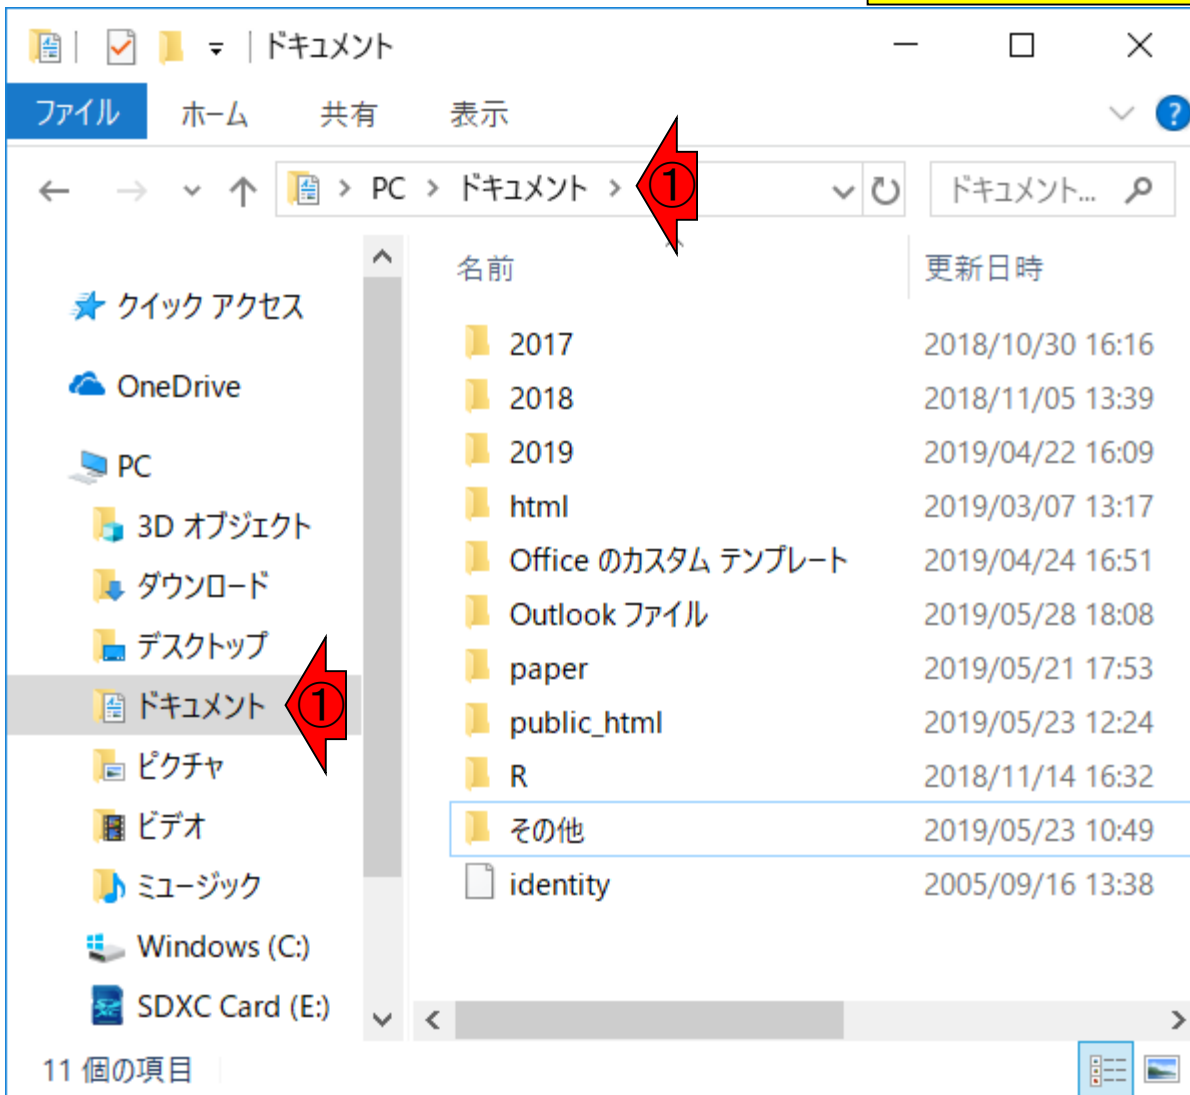 ドキュメント
ファイル ホーム 共有 表示
PC > ドキュメント > ① ドキュメント...
名前 更新日時
クイック アクセス
OneDrive
PC
3D オブジェクト
ダウンロード
デスクトップ
ドキュメント ①
ピクチャ
ビデオ
ミュージック
Windows (C:)
SDXC Card (E:)
2017 2018/10/30 16:16
2018 2018/11/05 13:39
2019 2019/04/22 16:09
html 2019/03/07 13:17
Office のカスタム テンプレート 2019/04/24 16:51
Outlook ファイル 2019/05/28 18:08
paper 2019/05/21 17:53
public_html 2019/05/23 12:24
R 2018/11/14 16:32
その他 2019/05/23 10:49
identity 2005/09/16 13:38
11 個の項目